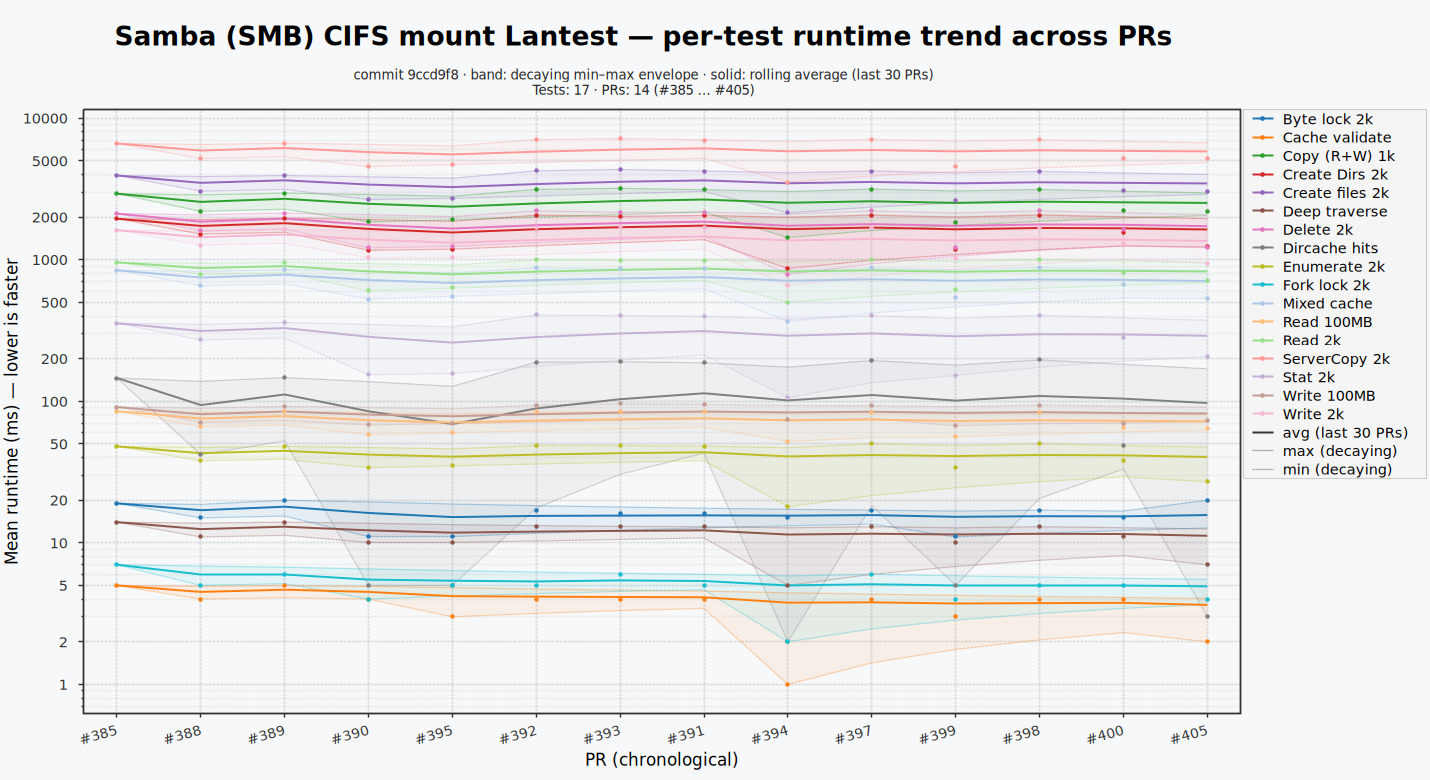 Samba (SMB) CIFS mount Lantest — per-test runtime trend across PRs
commit 9ccd9f8 · band: decaying min–max envelope · solid: rolling average (last 30 PRs)
Tests: 17 · PRs: 14 (#385 … #405)
Mean runtime (ms) — lower is faster
10000
5000
2000
1000
500
200
100
50
20
10
5
2
1
#385
#388
#389
#390
#395
#392
#393
#391
#394
#397
#399
#398
#400
#405
PR (chronological)
Byte lock 2k
Cache validate
Copy (R+W) 1k
Create Dirs 2k
Create files 2k
Deep traverse
Delete 2k
Dircache hits
Enumerate 2k
Fork lock 2k
Mixed cache
Read 100MB
Read 2k
ServerCopy 2k
Stat 2k
Write 100MB
Write 2k
avg (last 30 PRs)
max (decaying)
min (decaying)